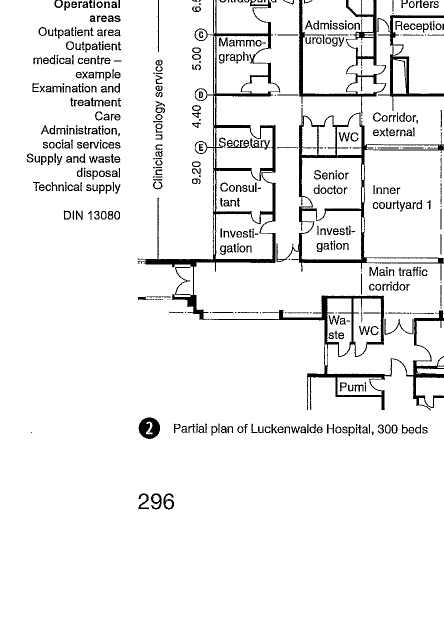 Operational
areas
Outpatient area
Outpatient
medical centre –
example
Examination and
treatment
Care
Administration,
social services
Supply and waste
disposal
Technical supply
DIN 13080
Clinician urology service
5.00
4.40
9.20
C
D
E
Porters
Reception
Admission
urology
Mammo-
graphy
Secretary
WC
Corridor,
external
Consul-
tant
Senior
doctor
Inner
courtyard 1
Investi-
gation
Investi-
gation
Main traffic
corridor
Wa-
ste
WC
Pumi
2 Partial plan of Luckenwalde Hospital, 300 beds
296